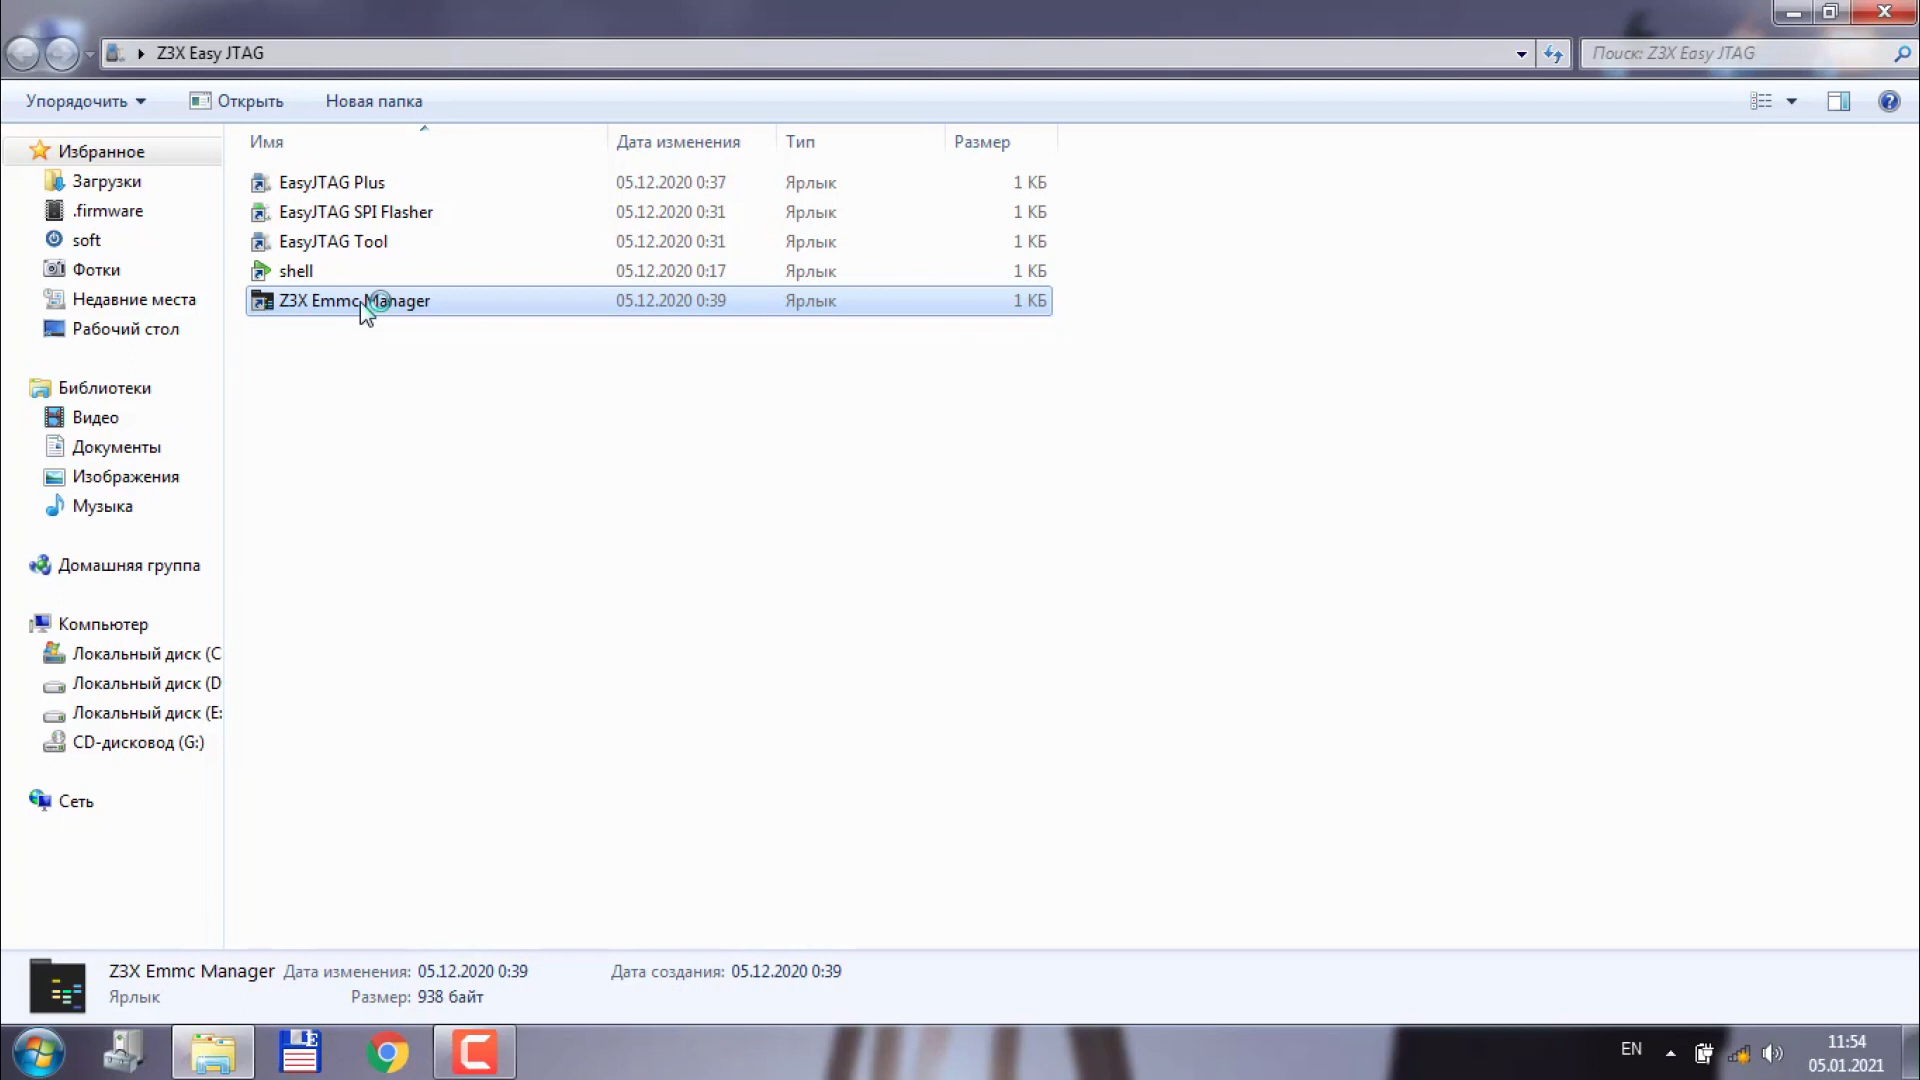 Z3X Easy JTAG
Поиск: Z3X Easy JTAG
Упорядочить
Открыть
Новая папка
Имя
Дата изменения
Тип
Размер
EasyJTAG Plus 05.12.2020 0:37 Ярлык 1 КБ
EasyJTAG SPI Flasher 05.12.2020 0:31 Ярлык 1 КБ
EasyJTAG Tool 05.12.2020 0:31 Ярлык 1 КБ
shell 05.12.2020 0:17 Ярлык 1 КБ
Z3X Emmc Manager 05.12.2020 0:39 Ярлык 1 КБ
Избранное
Загрузки
.firmware
soft
Фотки
Недавние места
Рабочий стол
Библиотеки
Видео
Документы
Изображения
Музыка
Домашняя группа
Компьютер
Локальный диск (C
Локальный диск (D
Локальный диск (E:
CD-дисковод (G:)
Сеть
Z3X Emmc Manager Дата изменения: 05.12.2020 0:39 Дата создания: 05.12.2020 0:39
Ярлык Размер: 938 байт
EN
11:54
05.01.2021